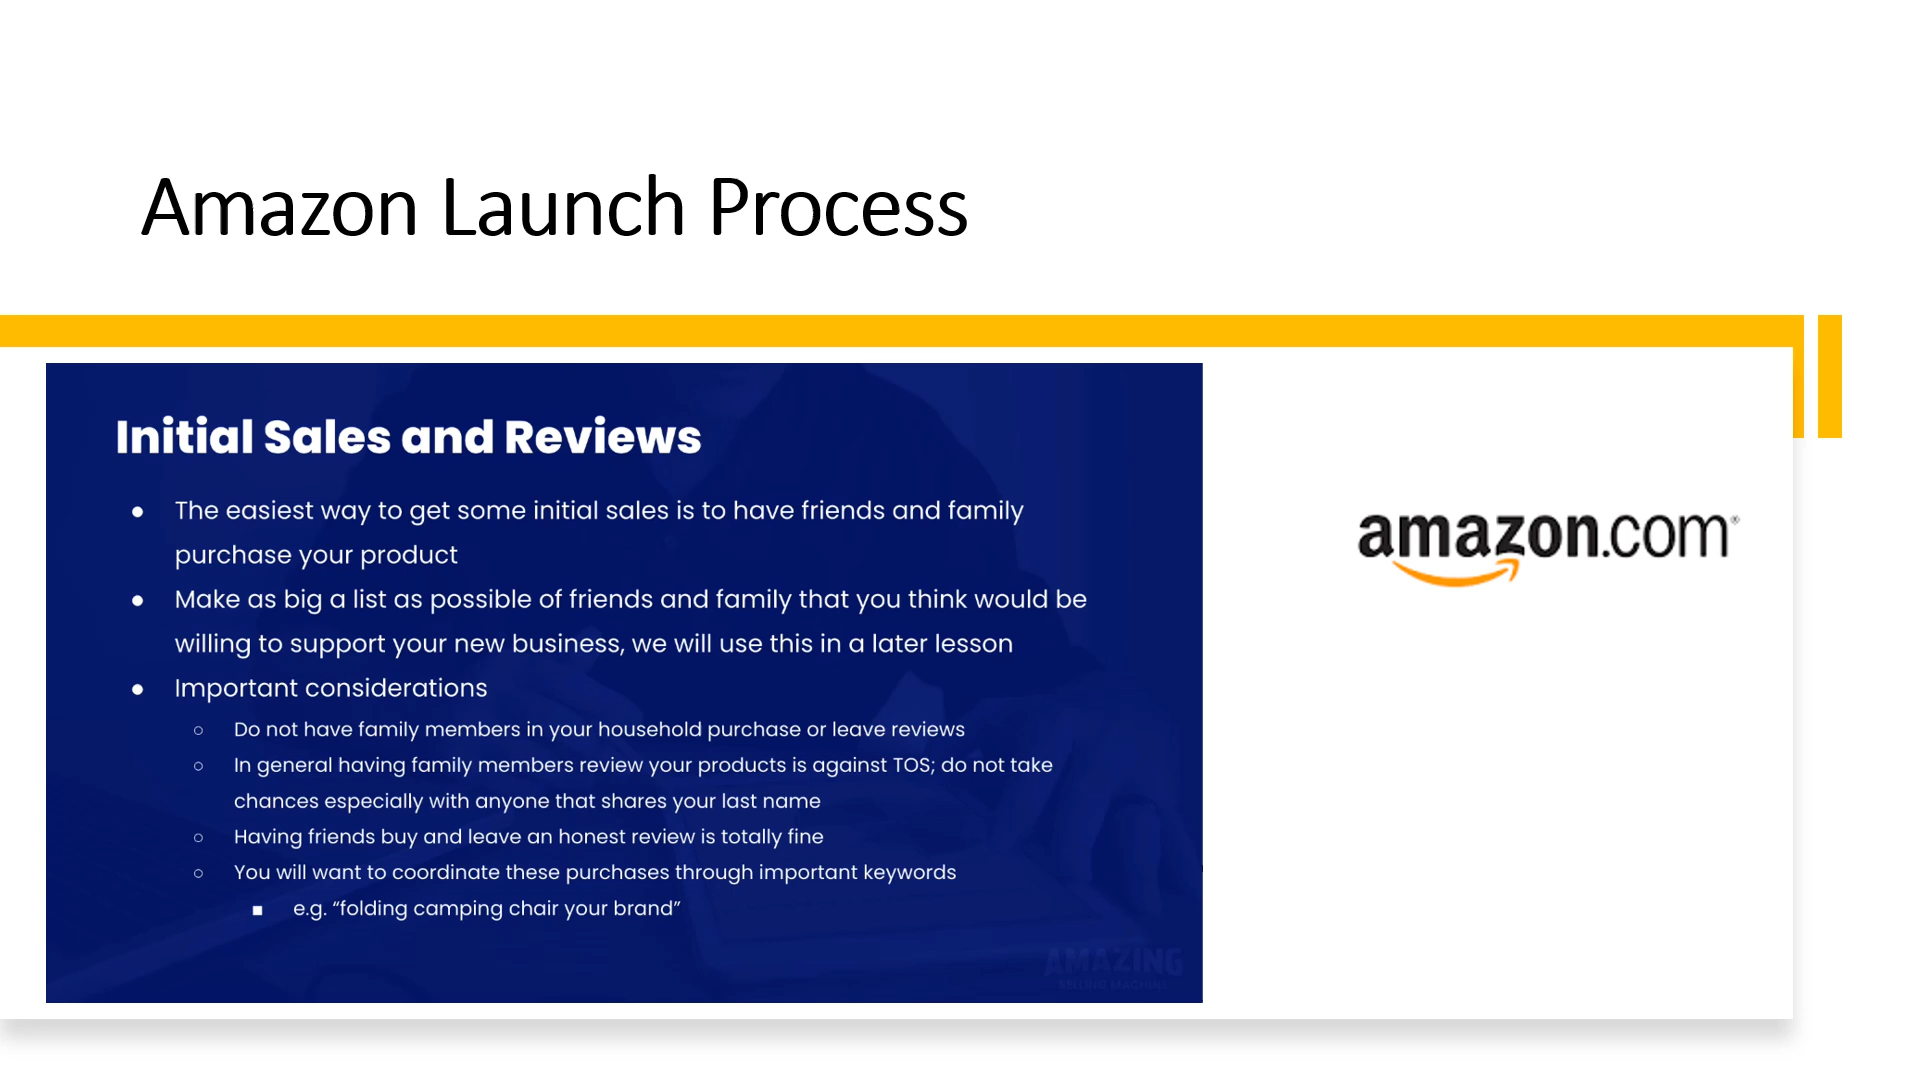 Amazon Launch Process
Initial Sales and Reviews
● The easiest way to get some initial sales is to have friends and family
purchase your product
● Make as big a list as possible of friends and family that you think would be
willing to support your new business, we will use this in a later lesson
● Important considerations
○ Do not have family members in your household purchase or leave reviews
○ In general having family members review your products is against TOS; do not take
chances especially with anyone that shares your last name
○ Having friends buy and leave an honest review is totally fine
○ You will want to coordinate these purchases through important keywords
■ e.g. “folding camping chair your brand”
AMAZING
SELLING MACHINE
amazon.com®